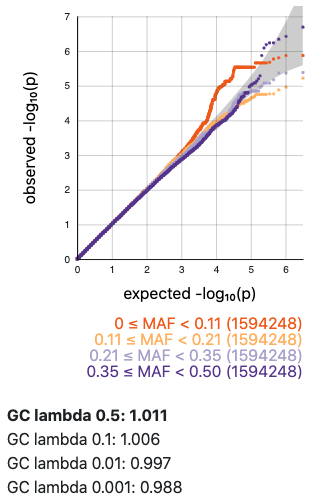 7
6
5
4
3
2
1
0
observed -log₁₀(p)
0 1 2 3 4 5 6
expected -log₁₀(p)
0 ≤ MAF < 0.11 (1594248)
0.11 ≤ MAF < 0.21 (1594248)
0.21 ≤ MAF < 0.35 (1594248)
0.35 ≤ MAF < 0.50 (1594248)
GC lambda 0.5: 1.011
GC lambda 0.1: 1.006
GC lambda 0.01: 0.997
GC lambda 0.001: 0.988